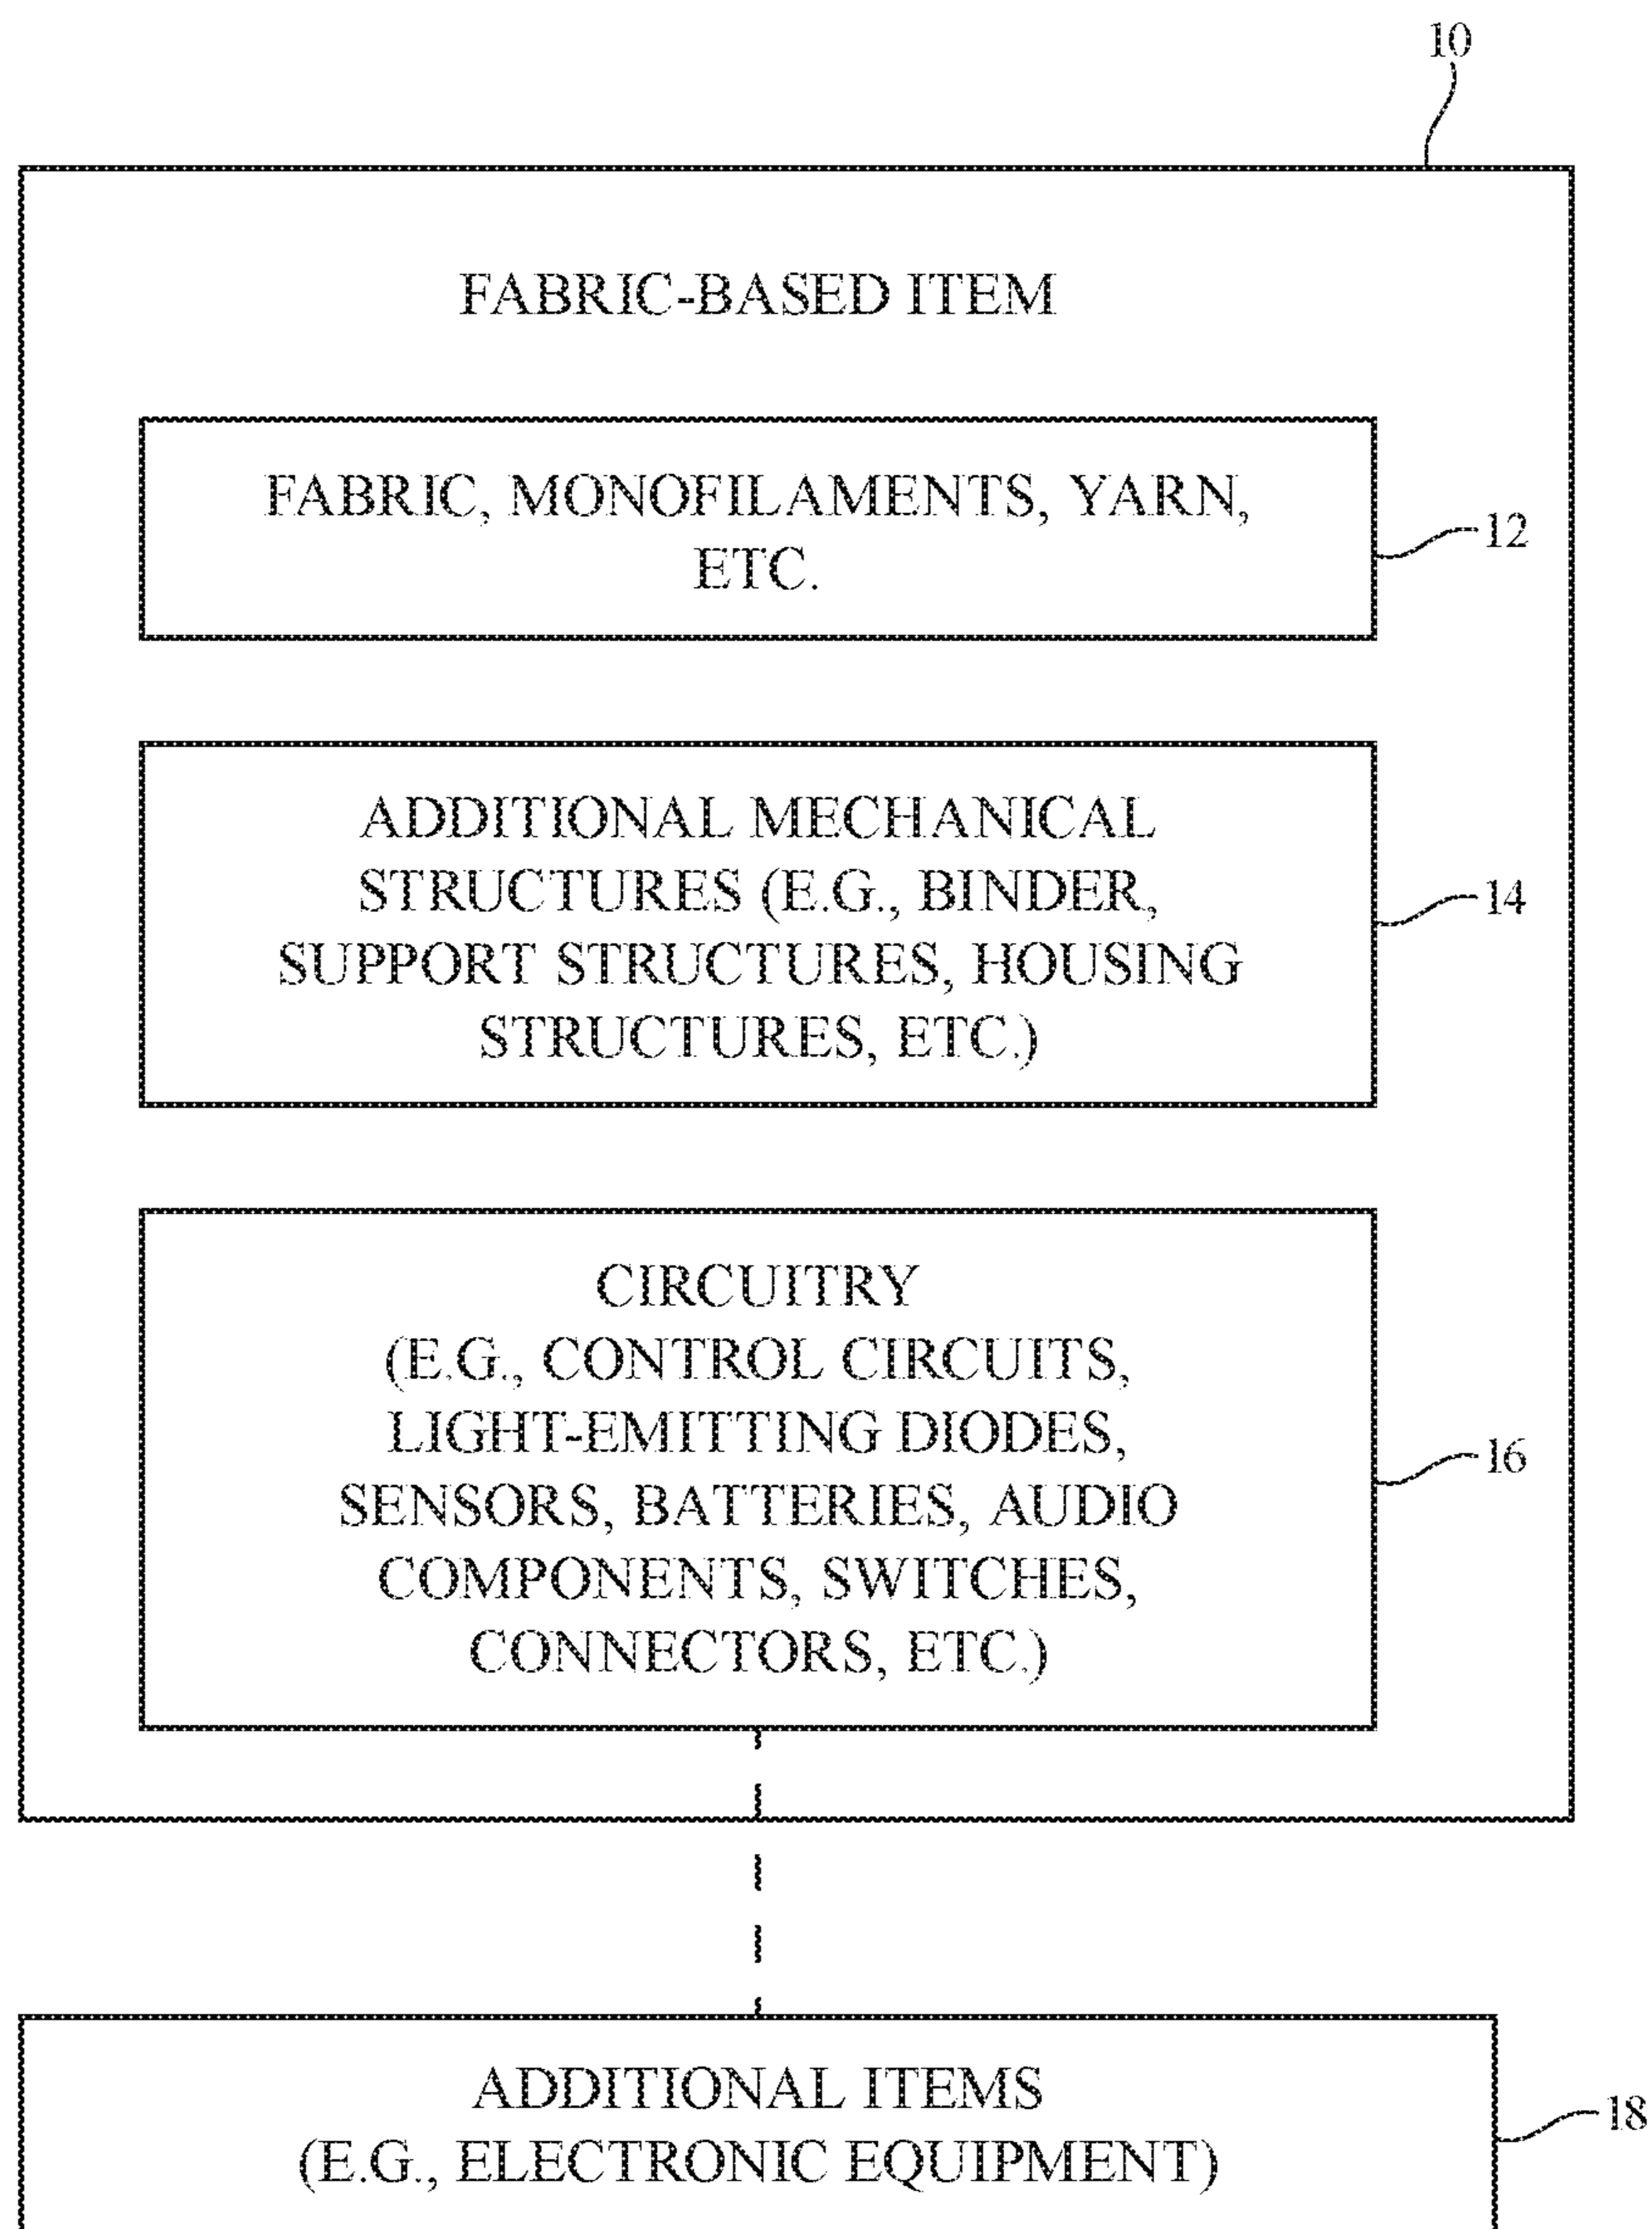 10
FABRIC-BASED ITEM
FABRIC, MONOFILAMENTS, YARN,
ETC.
12
ADDITIONAL MECHANICAL
STRUCTURES (E.G., BINDER,
SUPPORT STRUCTURES, HOUSING
STRUCTURES, ETC.)
14
CIRCUITRY
(E.G., CONTROL CIRCUITS,
LIGHT-EMITTING DIODES,
SENSORS, BATTERIES, AUDIO
COMPONENTS, SWITCHES,
CONNECTORS, ETC.)
16
ADDITIONAL ITEMS
(E.G., ELECTRONIC EQUIPMENT)
18